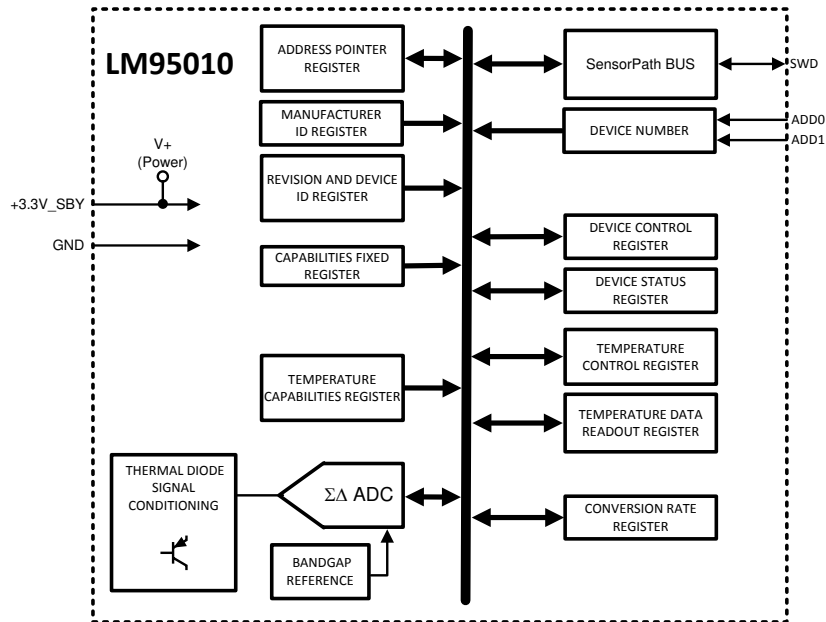 LM95010
ADDRESS POINTER
REGISTER
SensorPath BUS
SWD
MANUFACTURER
ID REGISTER
DEVICE NUMBER
ADD0
ADD1
V+
(Power)
+3.3V_SBY
GND
REVISION AND DEVICE
ID REGISTER
CAPABILITIES FIXED
REGISTER
DEVICE CONTROL
REGISTER
DEVICE STATUS
REGISTER
TEMPERATURE
CAPABILITIES REGISTER
TEMPERATURE
CONTROL REGISTER
TEMPERATURE DATA
READOUT REGISTER
THERMAL DIODE
SIGNAL
CONDITIONING
ΣΔ ADC
BANDGAP
REFERENCE
CONVERSION RATE
REGISTER